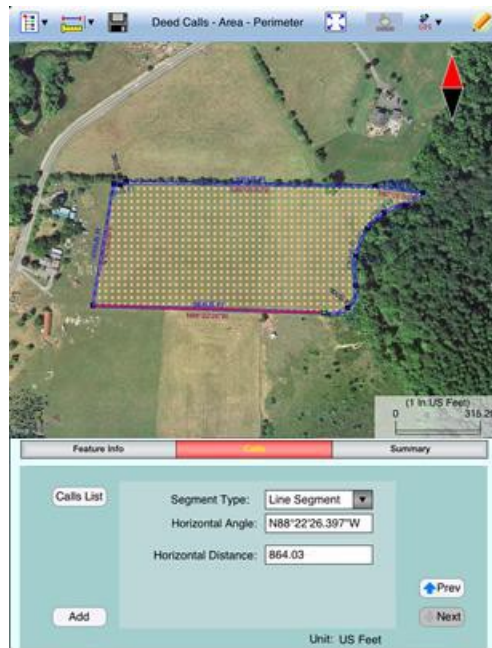 Deed Calls - Area - Perimeter
GPS
(1 In:US Feet)
0
Feature Info
Calls
Summary
Calls List
Segment Type: Line Segment
Horizontal Angle: N88°22'26.397"W
Horizontal Distance: 864.03
Prev
Add
Next
Unit: US Feet